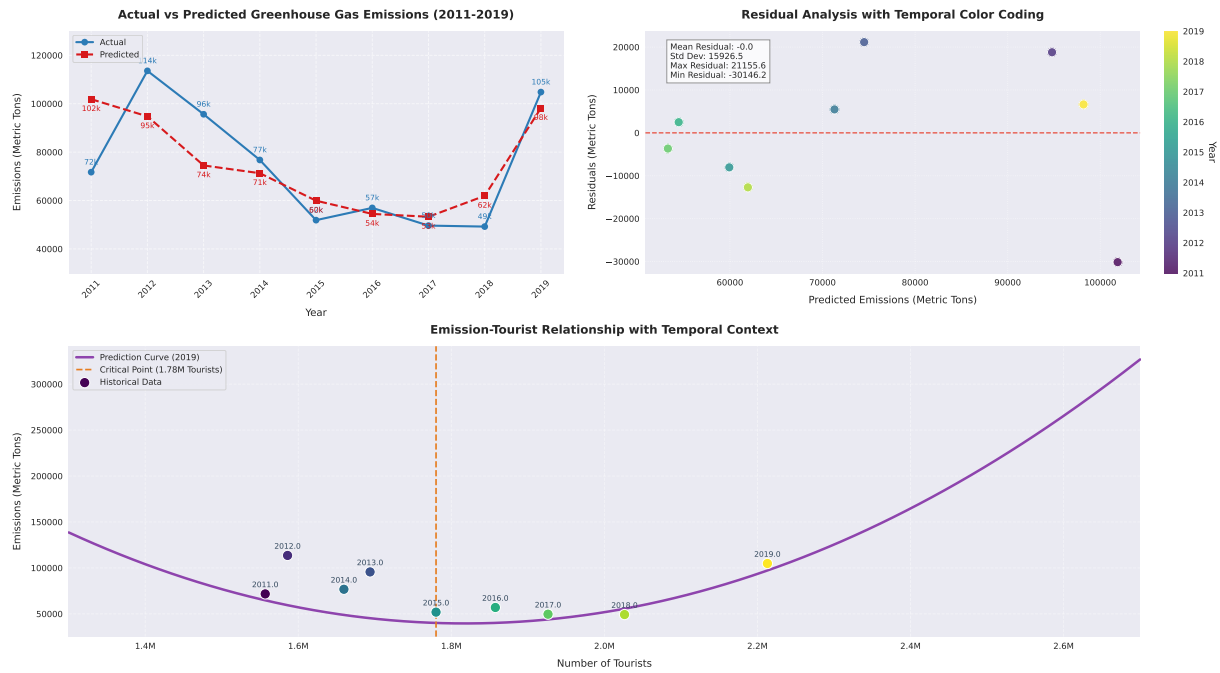 Actual vs Predicted Greenhouse Gas Emissions (2011-2019)
Emissions (Metric Tons)
120000
100000
80000
60000
40000
Actual
Predicted
72k
114k
96k
77k
57k
49k
105k
102k
95k
74k
71k
60k
54k
62k
98k
2011
2012
2013
2014
2015
2016
2017
2018
2019
Year
Residual Analysis with Temporal Color Coding
Residuals (Metric Tons)
20000
10000
0
−10000
−20000
−30000
Mean Residual: -0.0
Std Dev: 15926.5
Max Residual: 21155.6
Min Residual: -30146.2
60000
70000
80000
90000
100000
Predicted Emissions (Metric Tons)
2019
2018
2017
2016
2015
2014
2013
2012
2011
Year
Emission-Tourist Relationship with Temporal Context
Emissions (Metric Tons)
300000
250000
200000
150000
100000
50000
Prediction Curve (2019)
Critical Point (1.78M Tourists)
Historical Data
2011.0
2012.0
2014.0
2013.0
2015.0
2016.0
2017.0
2018.0
2019.0
1.4M
1.6M
1.8M
2.0M
2.2M
2.4M
2.6M
Number of Tourists